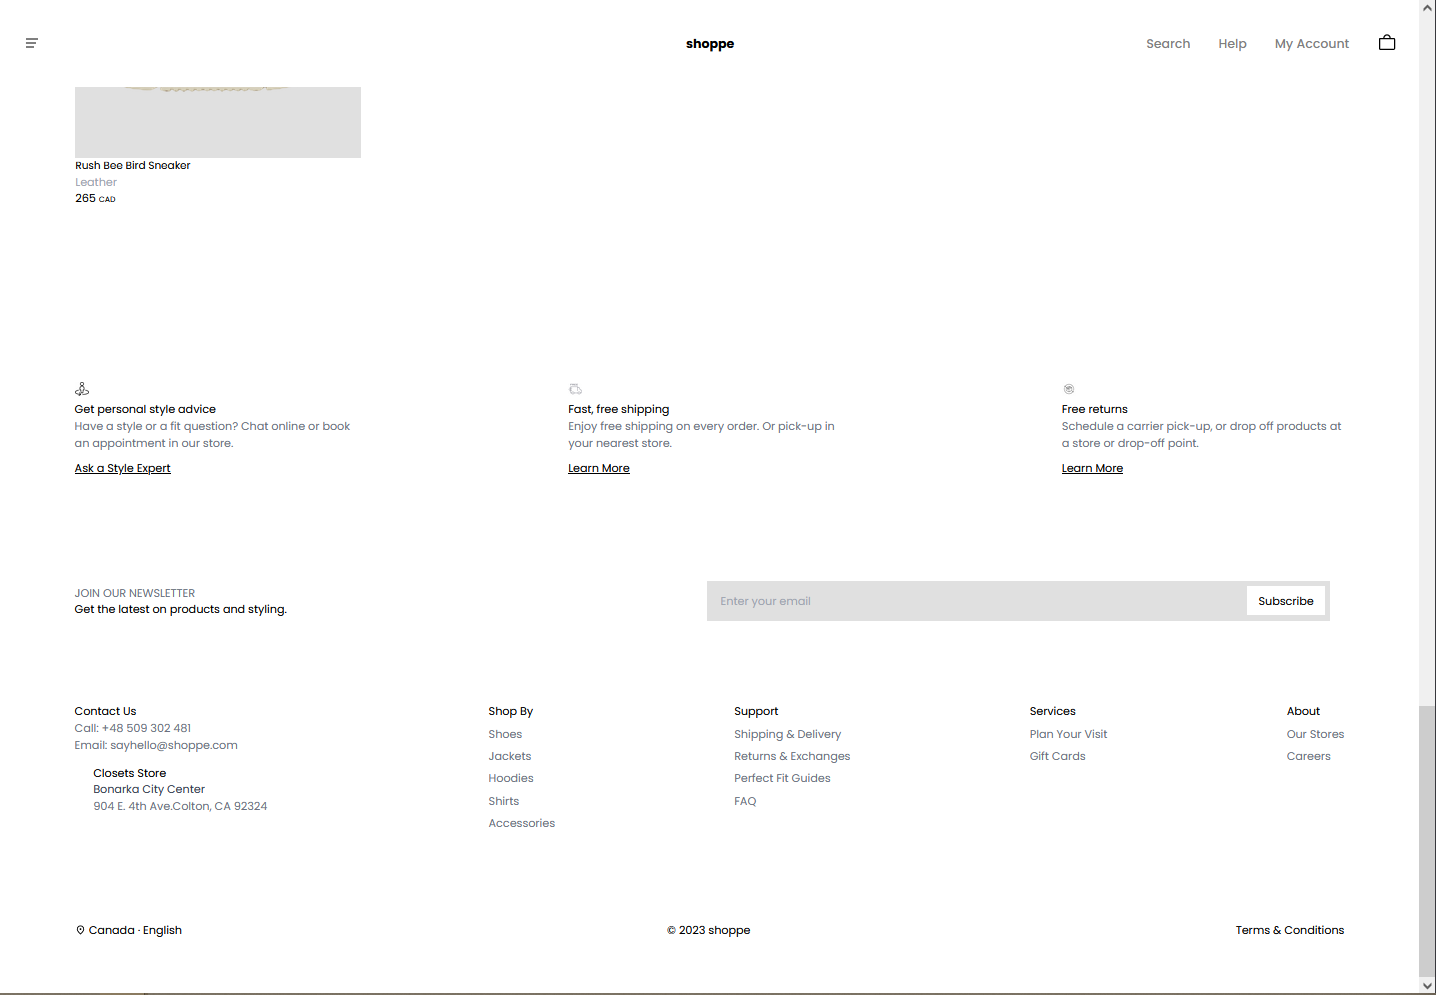 shoppe
Search
Help
My Account
Rush Bee Bird Sneaker
Leather
265 CAD
Get personal style advice
Have a style or a fit question? Chat online or book
an appointment in our store.
Ask a Style Expert
Fast, free shipping
Enjoy free shipping on every order. Or pick-up in
your nearest store.
Learn More
Free returns
Schedule a carrier pick-up, or drop off products at
a store or drop-off point.
Learn More
JOIN OUR NEWSLETTER
Get the latest on products and styling.
Enter your email
Subscribe
Contact Us
Call: +48 509 302 481
Email: sayhello@shoppe.com
Closets Store
Bonarka City Center
904 E. 4th Ave.Colton, CA 92324
Shop By
Shoes
Jackets
Hoodies
Shirts
Accessories
Support
Shipping & Delivery
Returns & Exchanges
Perfect Fit Guides
FAQ
Services
Plan Your Visit
Gift Cards
About
Our Stores
Careers
Canada · English
© 2023 shoppe
Terms & Conditions